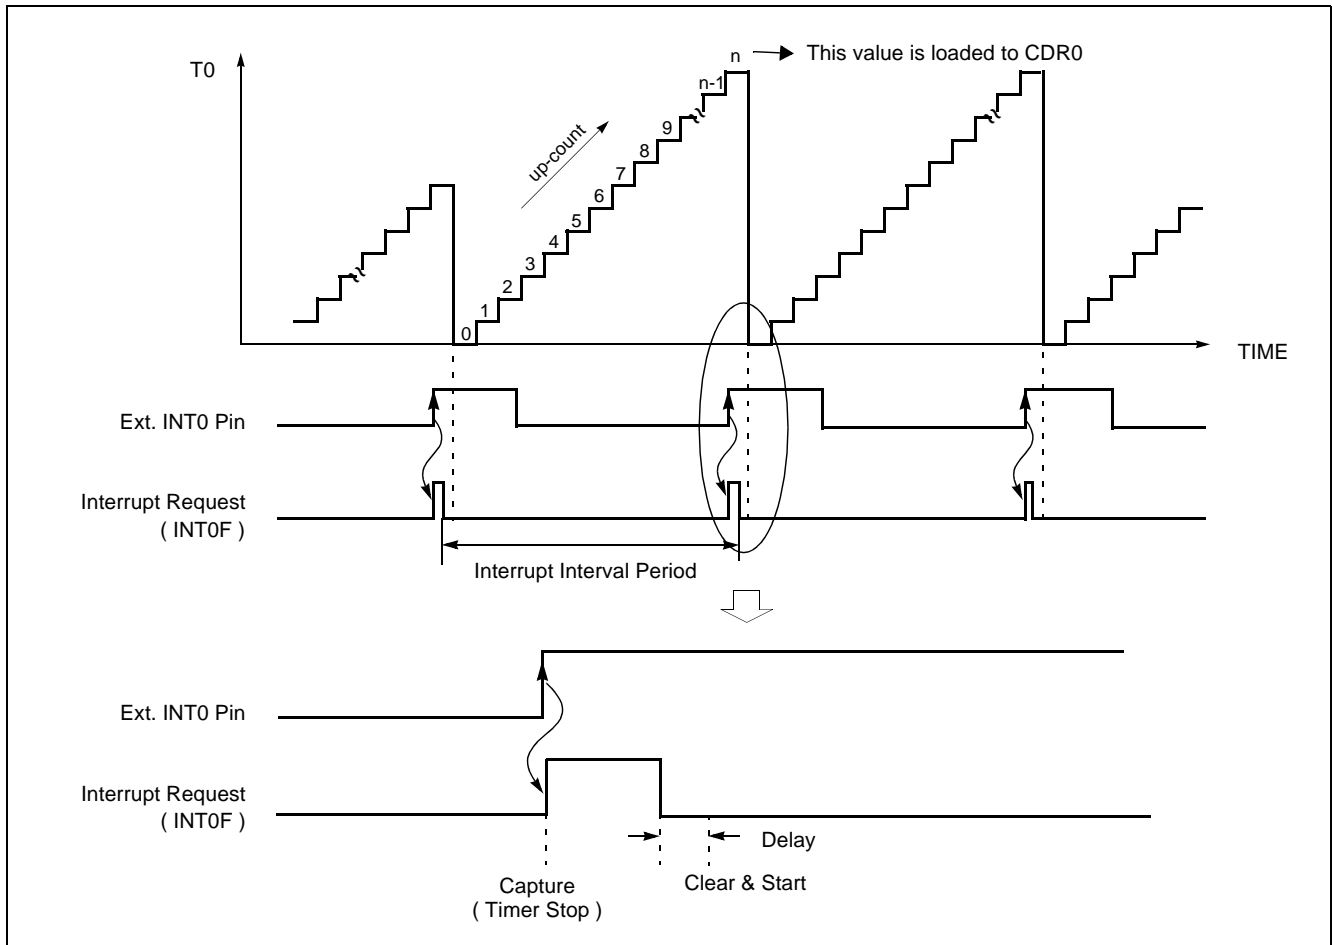 T0
n
This value is loaded to CDR0
n-1
9
8
7
6
5
4
3
2
1
0
up-count
TIME
Ext. INT0 Pin
Interrupt Request
( INT0F )
Interrupt Interval Period
Ext. INT0 Pin
Interrupt Request
( INT0F )
Delay
Capture
( Timer Stop )
Clear & Start